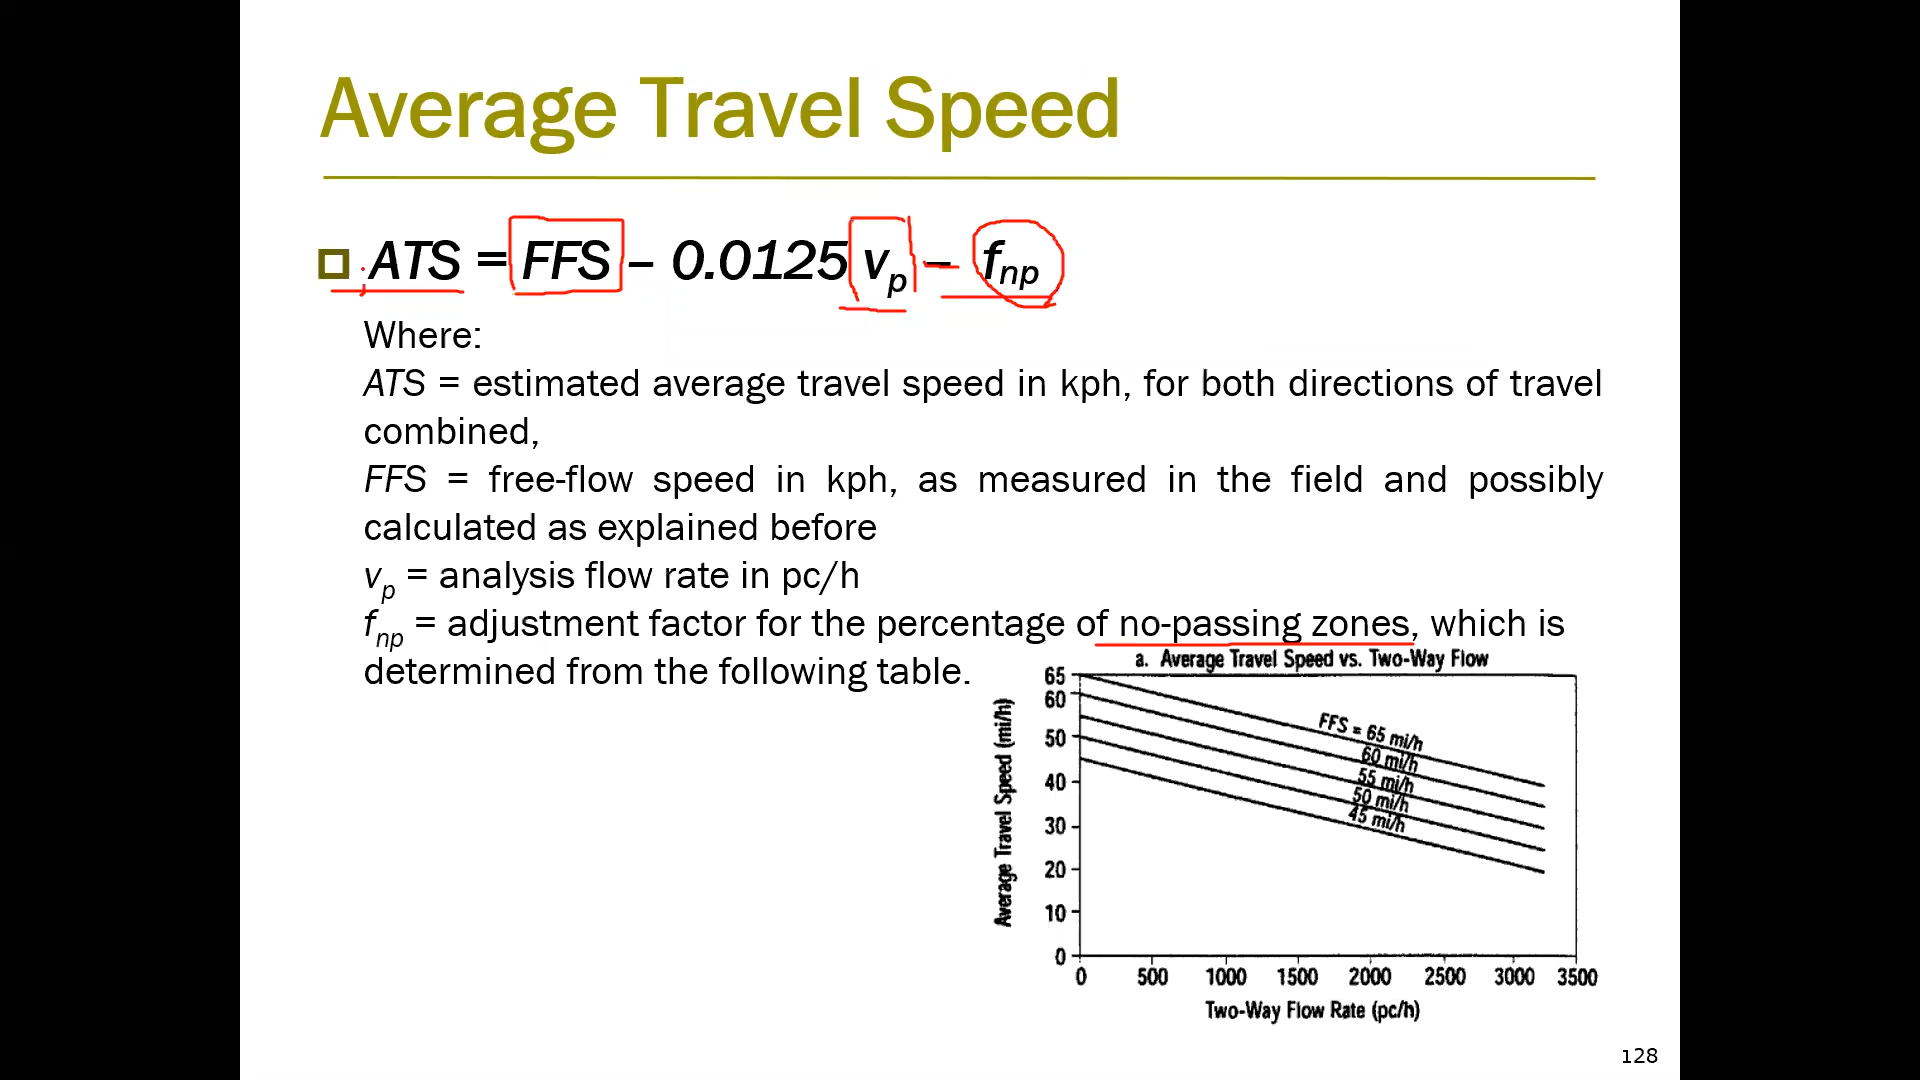 Average Travel Speed
ATS = FFS – 0.0125 vp – fnp
Where:
ATS = estimated average travel speed in kph, for both directions of travel
combined,
FFS = free-flow speed in kph, as measured in the field and possibly
calculated as explained before
vp = analysis flow rate in pc/h
fnp = adjustment factor for the percentage of no-passing zones, which is
determined from the following table.
a. Average Travel Speed vs. Two-Way Flow
Average Travel Speed (mi/h)
65
60
50
40
30
20
10
0
FFS = 65 mi/h
60 mi/h
55 mi/h
50 mi/h
45 mi/h
0 500 1000 1500 2000 2500 3000 3500
Two-Way Flow Rate (pc/h)
128